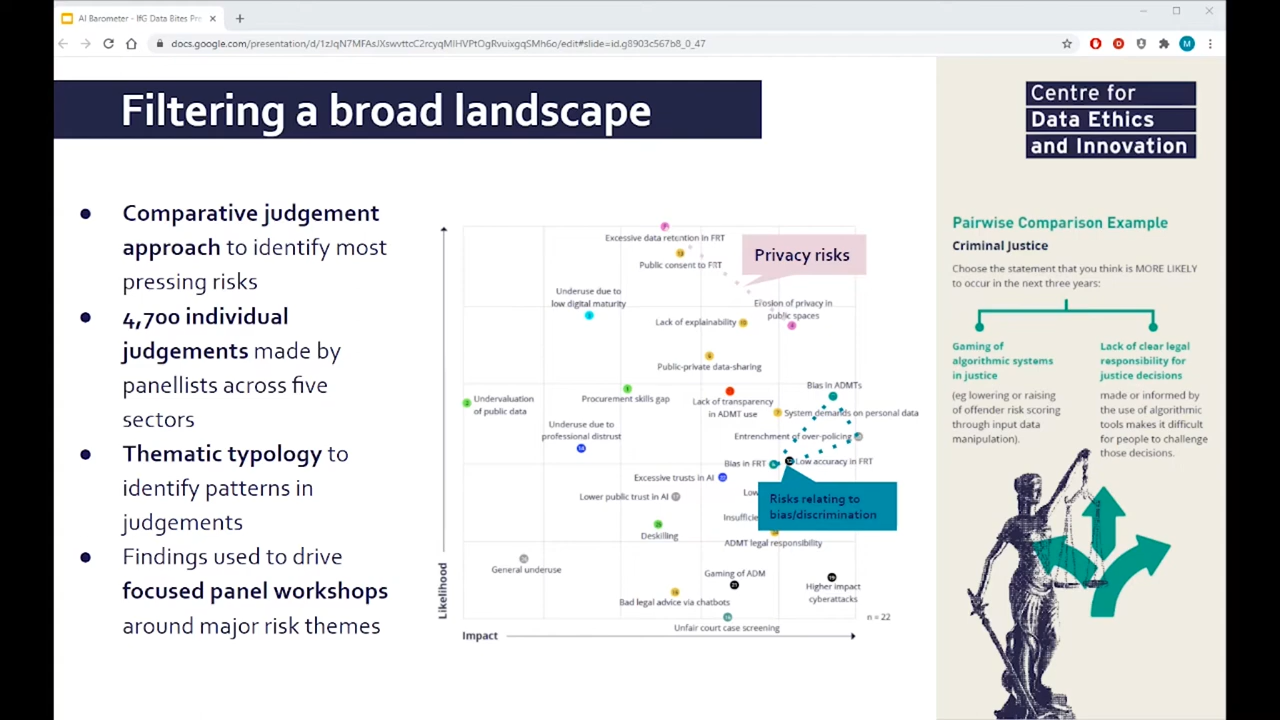 AI Barometer - IfG Data Bites Pre
docs.google.com/presentation/d/1zJqN7MFAsJXswvttcC2rcyqMIHVPtOgRvuixgqSMh6o/edit#slide=id.g8903c567b8_0_47
M
Filtering a broad landscape
Centre for
Data Ethics
and Innovation
● Comparative judgement
approach to identify most
pressing risks
● 4,700 individual
judgements made by
panellists across five
sectors
● Thematic typology to
identify patterns in
judgements
● Findings used to drive
focused panel workshops
around major risk themes
Excessive data retention in FRT
Public consent to FRT
Privacy risks
Underuse due to
low digital maturity
Erosion of privacy in
public spaces
Lack of explainability
Public-private data-sharing
Bias in ADMTs
Procurement skills gap
Undervaluation
of public data
Lack of transparency
in ADMT use
System demands on personal data
Underuse due to
professional distrust
Entrenchment of over-policing
Bias in FRT
Low accuracy in FRT
Excessive trusts in AI
Lower public trust in AI
Risks relating to
bias/discrimination
Deskilling
ADMT legal responsibility
General underuse
Gaming of ADM
Higher impact
cyberattacks
Bad legal advice via chatbots
Unfair court case screening
n = 22
Likelihood
Impact
Pairwise Comparison Example
Criminal Justice
Choose the statement that you think is MORE LIKELY
to occur in the next three years:
Gaming of
algorithmic systems
in justice
(eg lowering or raising
of offender risk scoring
through input data
manipulation).
Lack of clear legal
responsibility for
justice decisions
made or informed by
the use of algorithmic
tools makes it difficult
for people to challenge
those decisions.